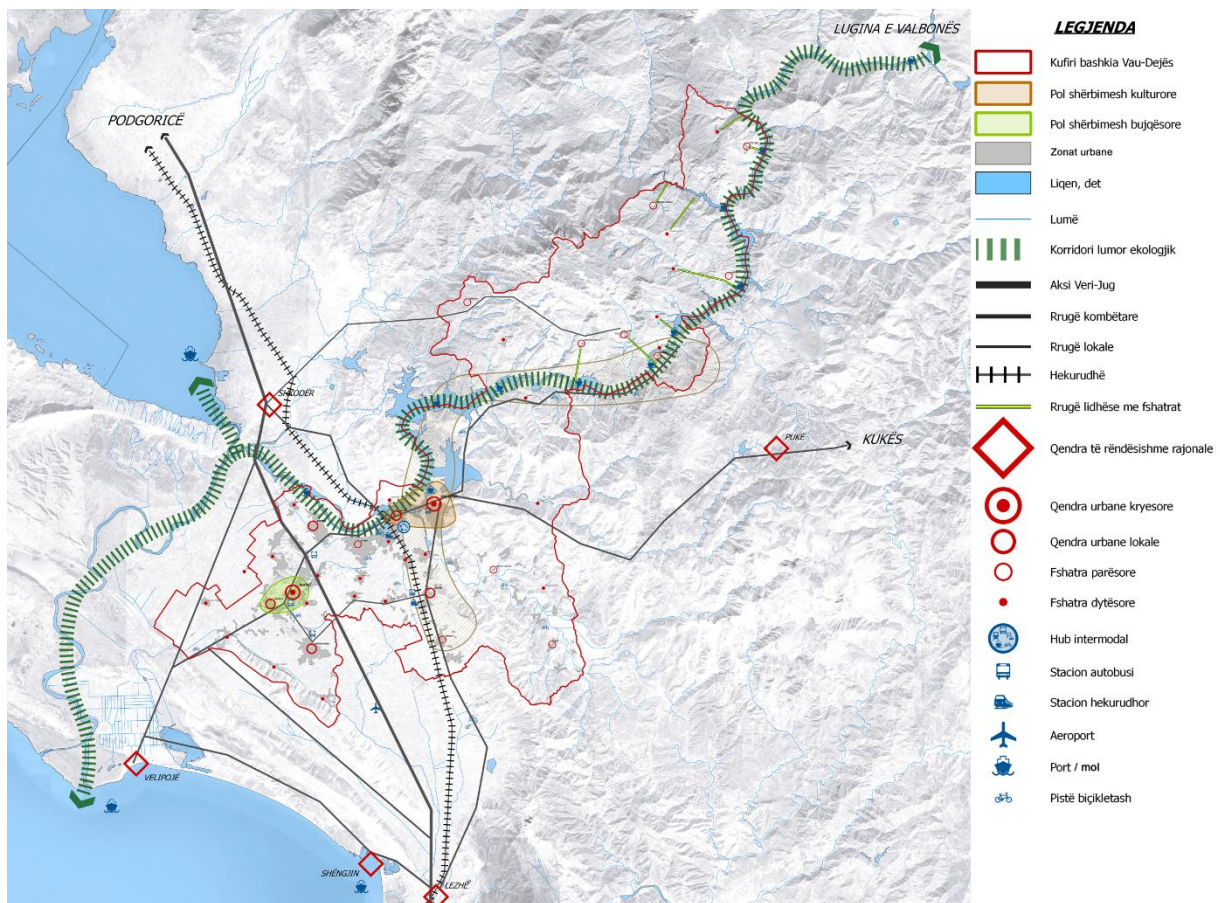 LUGINA E VALBONËS
PODGORICË
SHKODËR
PUKË
KUKËS
VELIPOJË
SHËNGJIN
LEZHË
LEGJENDA
Kufiri bashkia Vau-Dejës
Pol shërbimesh kulturore
Pol shërbimesh bujqësore
Zonat urbane
Liqen, det
Lumë
Korridori lumor ekologjik
Aksi Veri-Jug
Rrugë kombëtare
Rrugë lokale
Hekurudhë
Rrugë lidhëse me fshatrat
Qendra të rëndësishme rajonale
Qendra urbane kryesore
Qendra urbane lokale
Fshatra parësore
Fshatra dytësore
Hub intermodal
Stacion autobusi
Stacion hekurudhor
Aeroport
Port / mol
Pistë biçikletash